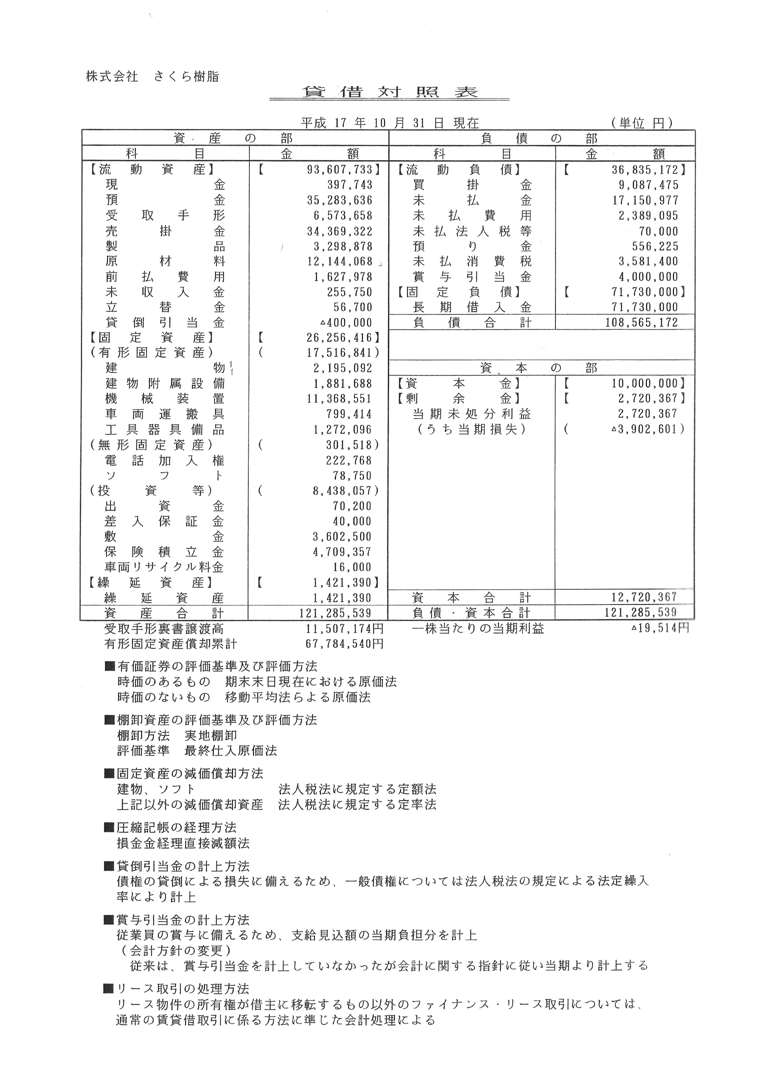 株式会社　さくら樹脂
貸借対照表
平成 17 年 10 月 31 日 現在　（単位 円）
資産の部　負債の部
科目　金額　科目　金額
【流動資産】　【　93,607,733】　【流動負債】　【　36,835,172】
現金　397,743　買掛金　9,087,475
預金　35,283,636　未払金　17,150,977
受取手形　6,573,658　未払費用　2,389,095
売掛金　34,369,322　未払法人税等　70,000
製品　3,298,878　預り金　556,225
原材料　12,144,068　未払消費税　3,581,400
前払費用　1,627,978　賞与引当金　4,000,000
未収入金　255,750　【固定負債】　【　71,730,000】
立替金　56,700　長期借入金　71,730,000
貸倒引当金　△400,000　負債合計　108,565,172
【固定資産】　【　26,256,416】
(有形固定資産)　(　17,516,841)
建物　2,195,092　資本の部
建物附属設備　1,881,688　【資本金】　【　10,000,000】
機械装置　11,368,551　【剰余金】　【　2,720,367】
車両運搬具　799,414　当期未処分利益　2,720,367
工具器具備品　1,272,096　(うち当期損失)　(　△3,902,601)
(無形固定資産)　(　301,518)
電話加入権　222,768
ソフト　78,750
(投資等)　(　8,438,057)
出資金　70,200
差入保証金　40,000
敷金　3,602,500
保険積立金　4,709,357
車両リサイクル料金　16,000
【繰延資産】　【　1,421,390】
繰延資産　1,421,390　資本合計　12,720,367
資産合計　121,285,539　負債・資本合計　121,285,539
受取手形裏書譲渡高　11,507,174円　一株当たりの当期利益　△19,514円
有形固定資産償却累計　67,784,540円
■有価証券の評価基準及び評価方法
時価のあるもの　期末末日現在における原価法
時価のないもの　移動平均法らよる原価法
■棚卸資産の評価基準及び評価方法
棚卸方法　実地棚卸
評価基準　最終仕入原価法
■固定資産の減価償却方法
建物、ソフト　法人税法に規定する定額法
上記以外の減価償却資産　法人税法に規定する定率法
■圧縮記帳の経理方法
損金金経理直接減額法
■貸倒引当金の計上方法
債権の貸倒による損失に備えるため、一般債権については法人税法の規定による法定繰入
率により計上
■賞与引当金の計上方法
従業員の賞与に備えるため、支給見込額の当期負担分を計上
（会計方針の変更）
従来は、賞与引当金を計上していなかったが会計に関する指針に従い当期より計上する
■リース取引の処理方法
リース物件の所有権が借主に移転するもの以外のファイナンス・リース取引については、
通常の賃貸借取引に係る方法に準じた会計処理による